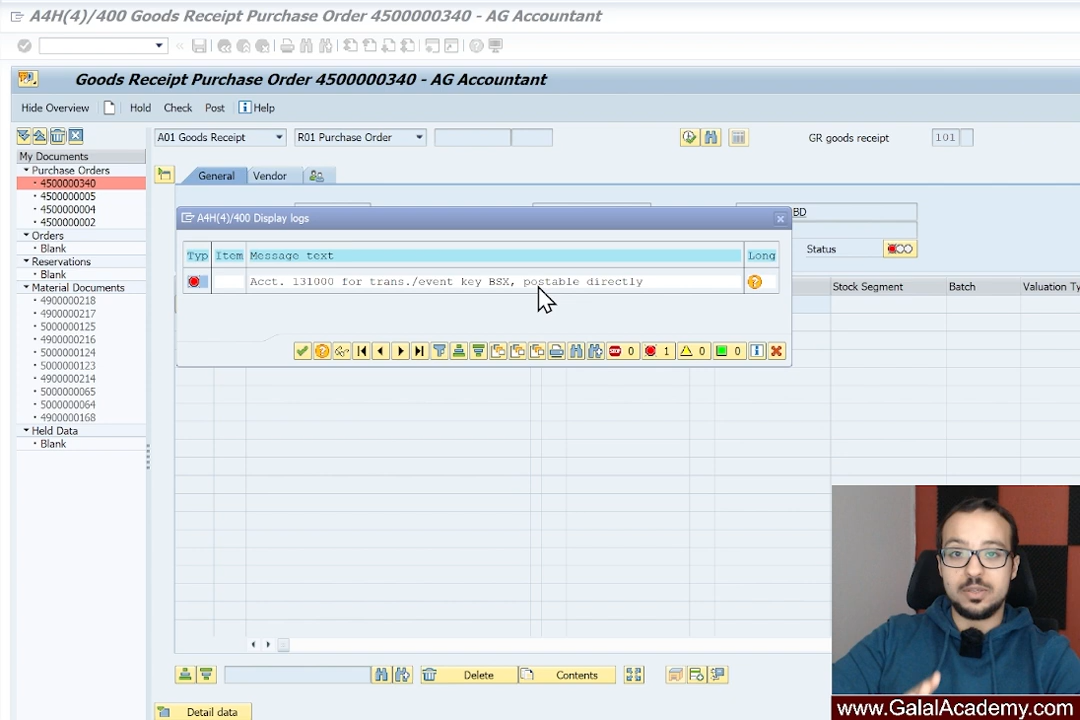 A4H(4)/400 Goods Receipt Purchase Order 4500000340 - AG Accountant
Goods Receipt Purchase Order 4500000340 - AG Accountant
Hide Overview Hold Check Post Help
A01 Goods Receipt R01 Purchase Order GR goods receipt 101
My Documents
Purchase Orders
4500000340
4500000005
4500000004
4500000002
Orders
Blank
Reservations
Blank
Material Documents
4900000218
4900000217
5000000125
4900000216
5000000124
5000000123
4900000214
5000000065
5000000064
4900000168
Held Data
Blank
General Vendor
BD
Status
A4H(4)/400 Display logs
Typ Item Message text Long
Acct. 131000 for trans./event key BSX, postable directly
STOP 0 1 0 0
Stock Segment Batch Valuation Ty
Delete Contents
Detail data
www.GalalAcademy.com